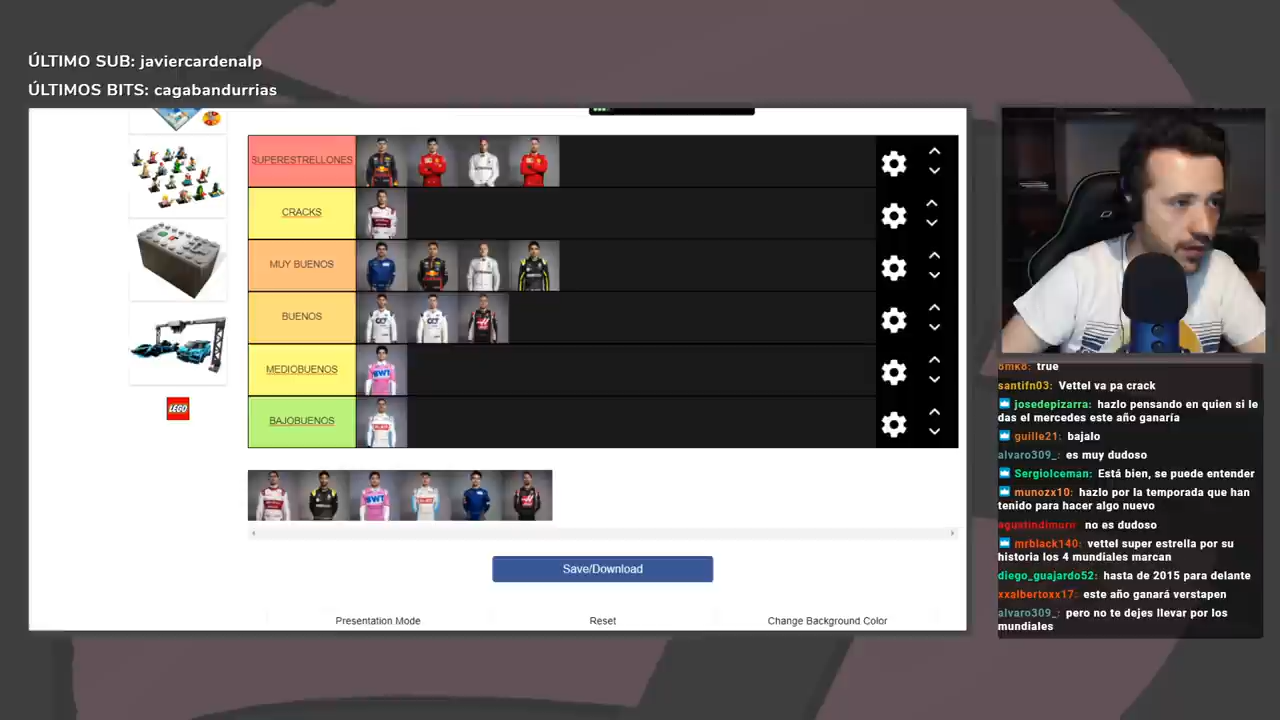 ÚLTIMO SUB: javiercardenalp
ÚLTIMOS BITS: cagabandurrias
SUPERESTRELLONES
CRACKS
MUY BUENOS
BUENOS
MEDIOBUENOS
BAJOBUENOS
LEGO
Save/Download
Presentation Mode
Reset
Change Background Color
8mk8: true
santifn03: Vettel va pa crack
josedepizarra: hazlo pensando en quien si le
das el mercedes este año ganaría
guille21: bajalo
alvaro309_: es muy dudoso
SergioIceman: Está bien, se puede entender
munozx10: hazlo por la temporada que han
tenido para hacer algo nuevo
agustindimuro: no es dudoso
mrblack140: vettel super estrella por su
historia los 4 mundiales marcan
diego_guajardo52: hasta de 2015 para delante
xxalbertoxx17: este año ganará verstapen
alvaro309_: pero no te dejes llevar por los
mundiales